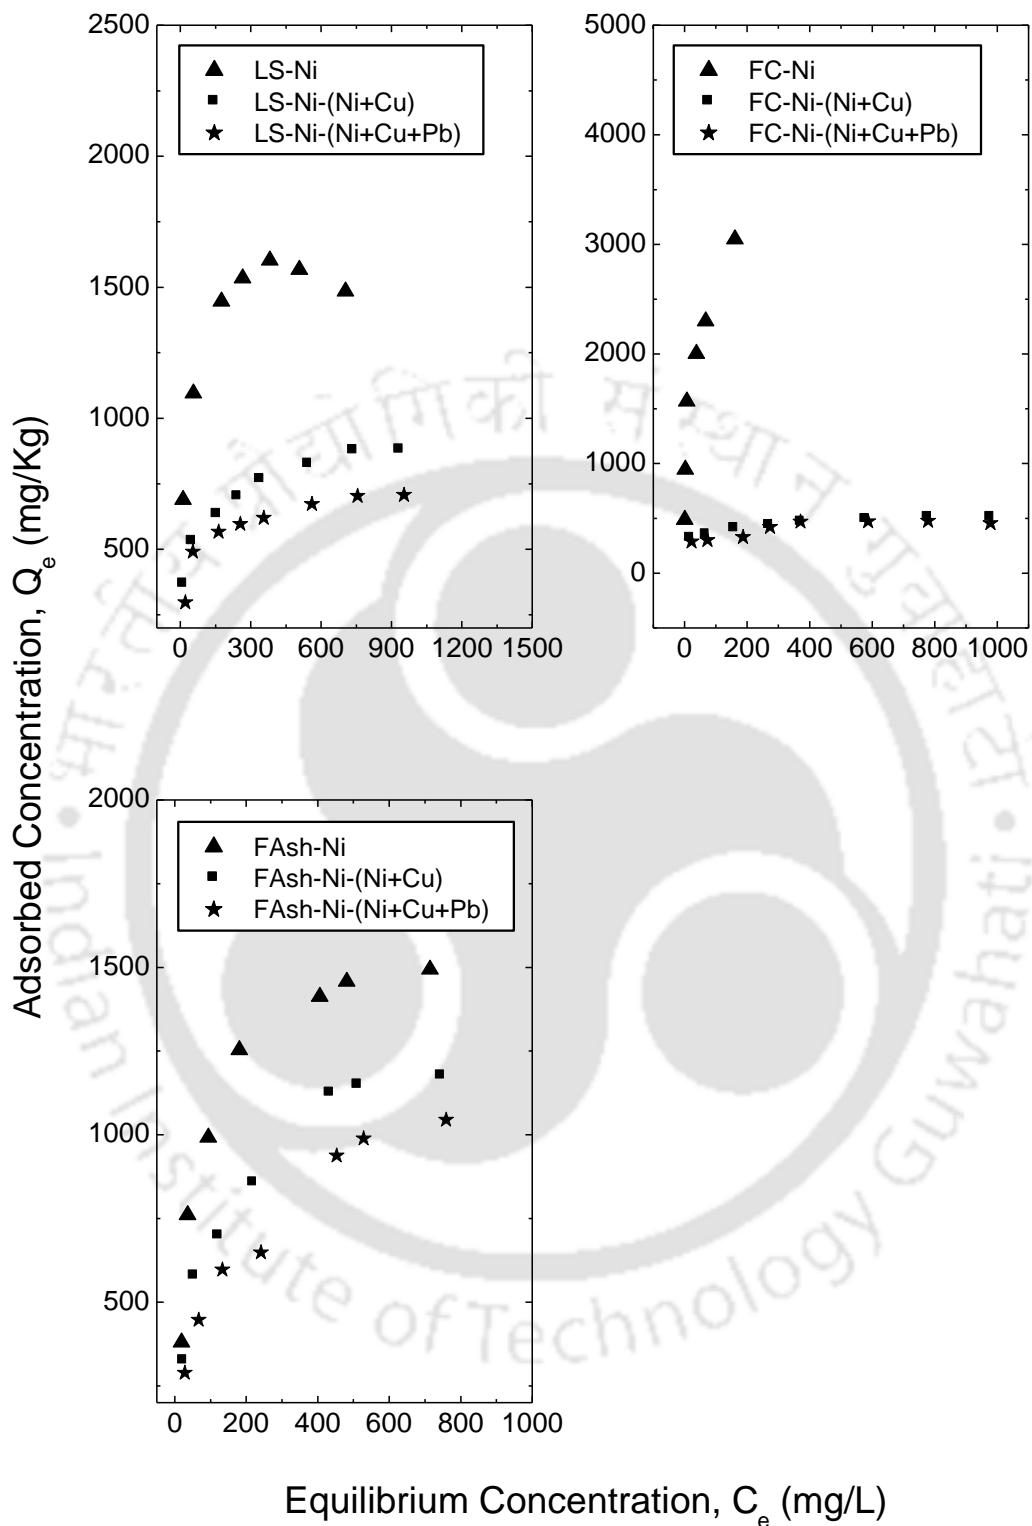 2500
2000
1500
1000
500
0 300 600 900 1200 1500
LS-Ni
LS-Ni-(Ni+Cu)
LS-Ni-(Ni+Cu+Pb)
5000
4000
3000
2000
1000
0
0 200 400 600 800 1000
FC-Ni
FC-Ni-(Ni+Cu)
FC-Ni-(Ni+Cu+Pb)
Adsorbed Concentration, Qe (mg/Kg)
2000
1500
1000
500
0 200 400 600 800 1000
FAsh-Ni
FAsh-Ni-(Ni+Cu)
FAsh-Ni-(Ni+Cu+Pb)
Equilibrium Concentration, Ce (mg/L)
Indian Institute of Technology Guwahati